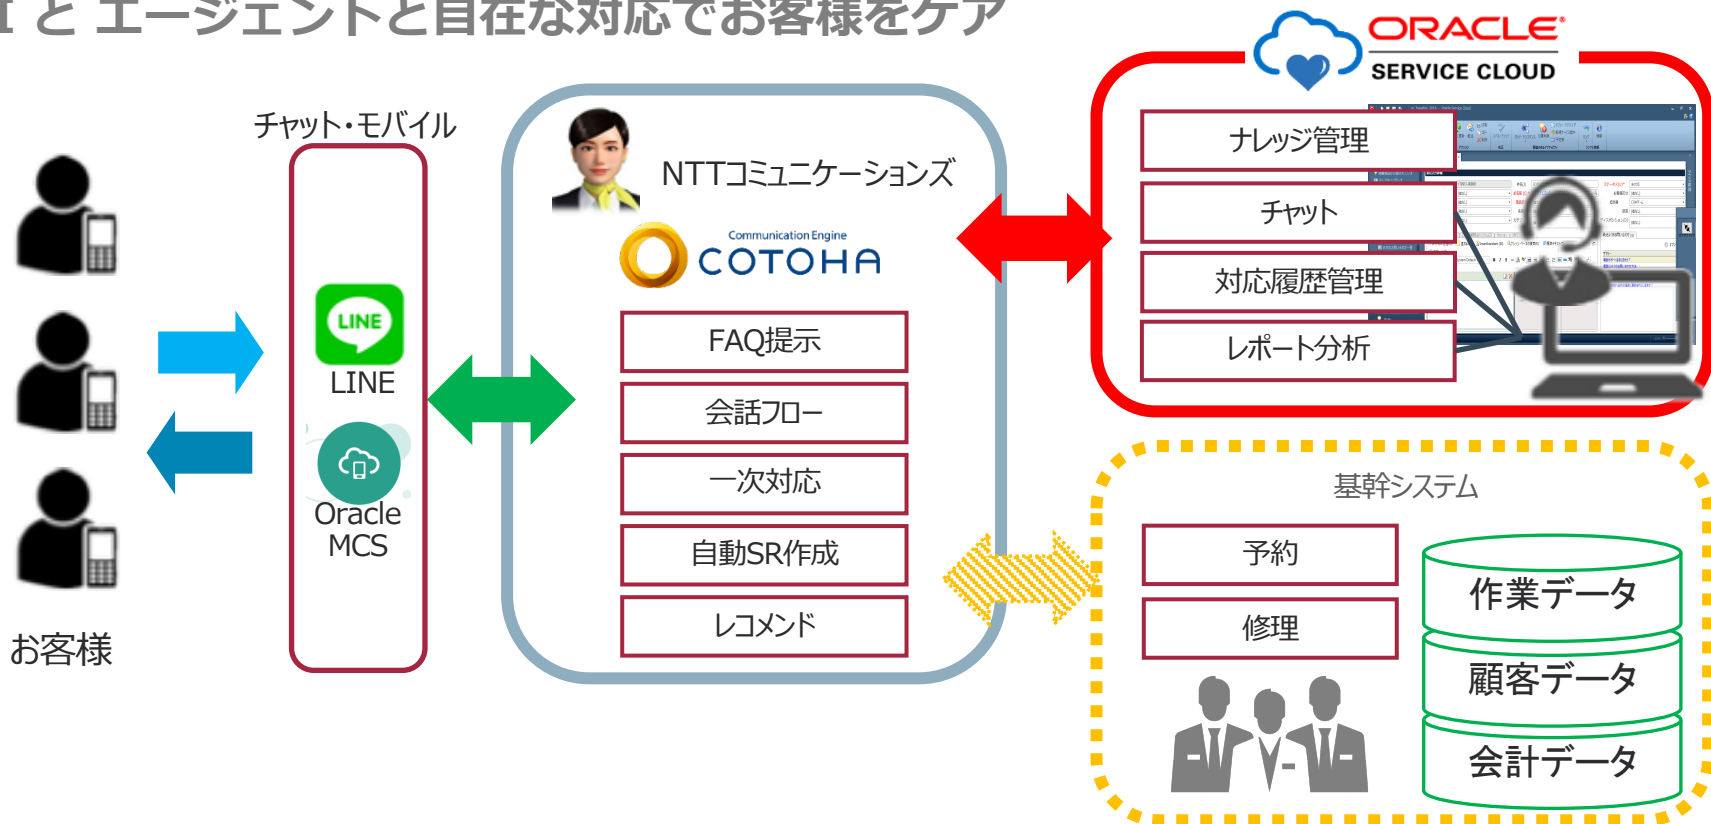 I と エージェントと自在な対応でお客様をケア
ORACLE
SERVICE CLOUD
チャット・モバイル
NTTコミュニケーションズ
Communication Engine
COTOHA
ナレッジ管理
チャット
対応履歴管理
レポート分析
LINE
LINE
Oracle
MCS
FAQ提示
会話フロー
一次対応
自動SR作成
レコメンド
お客様
基幹システム
予約
修理
作業データ
顧客データ
会計データ